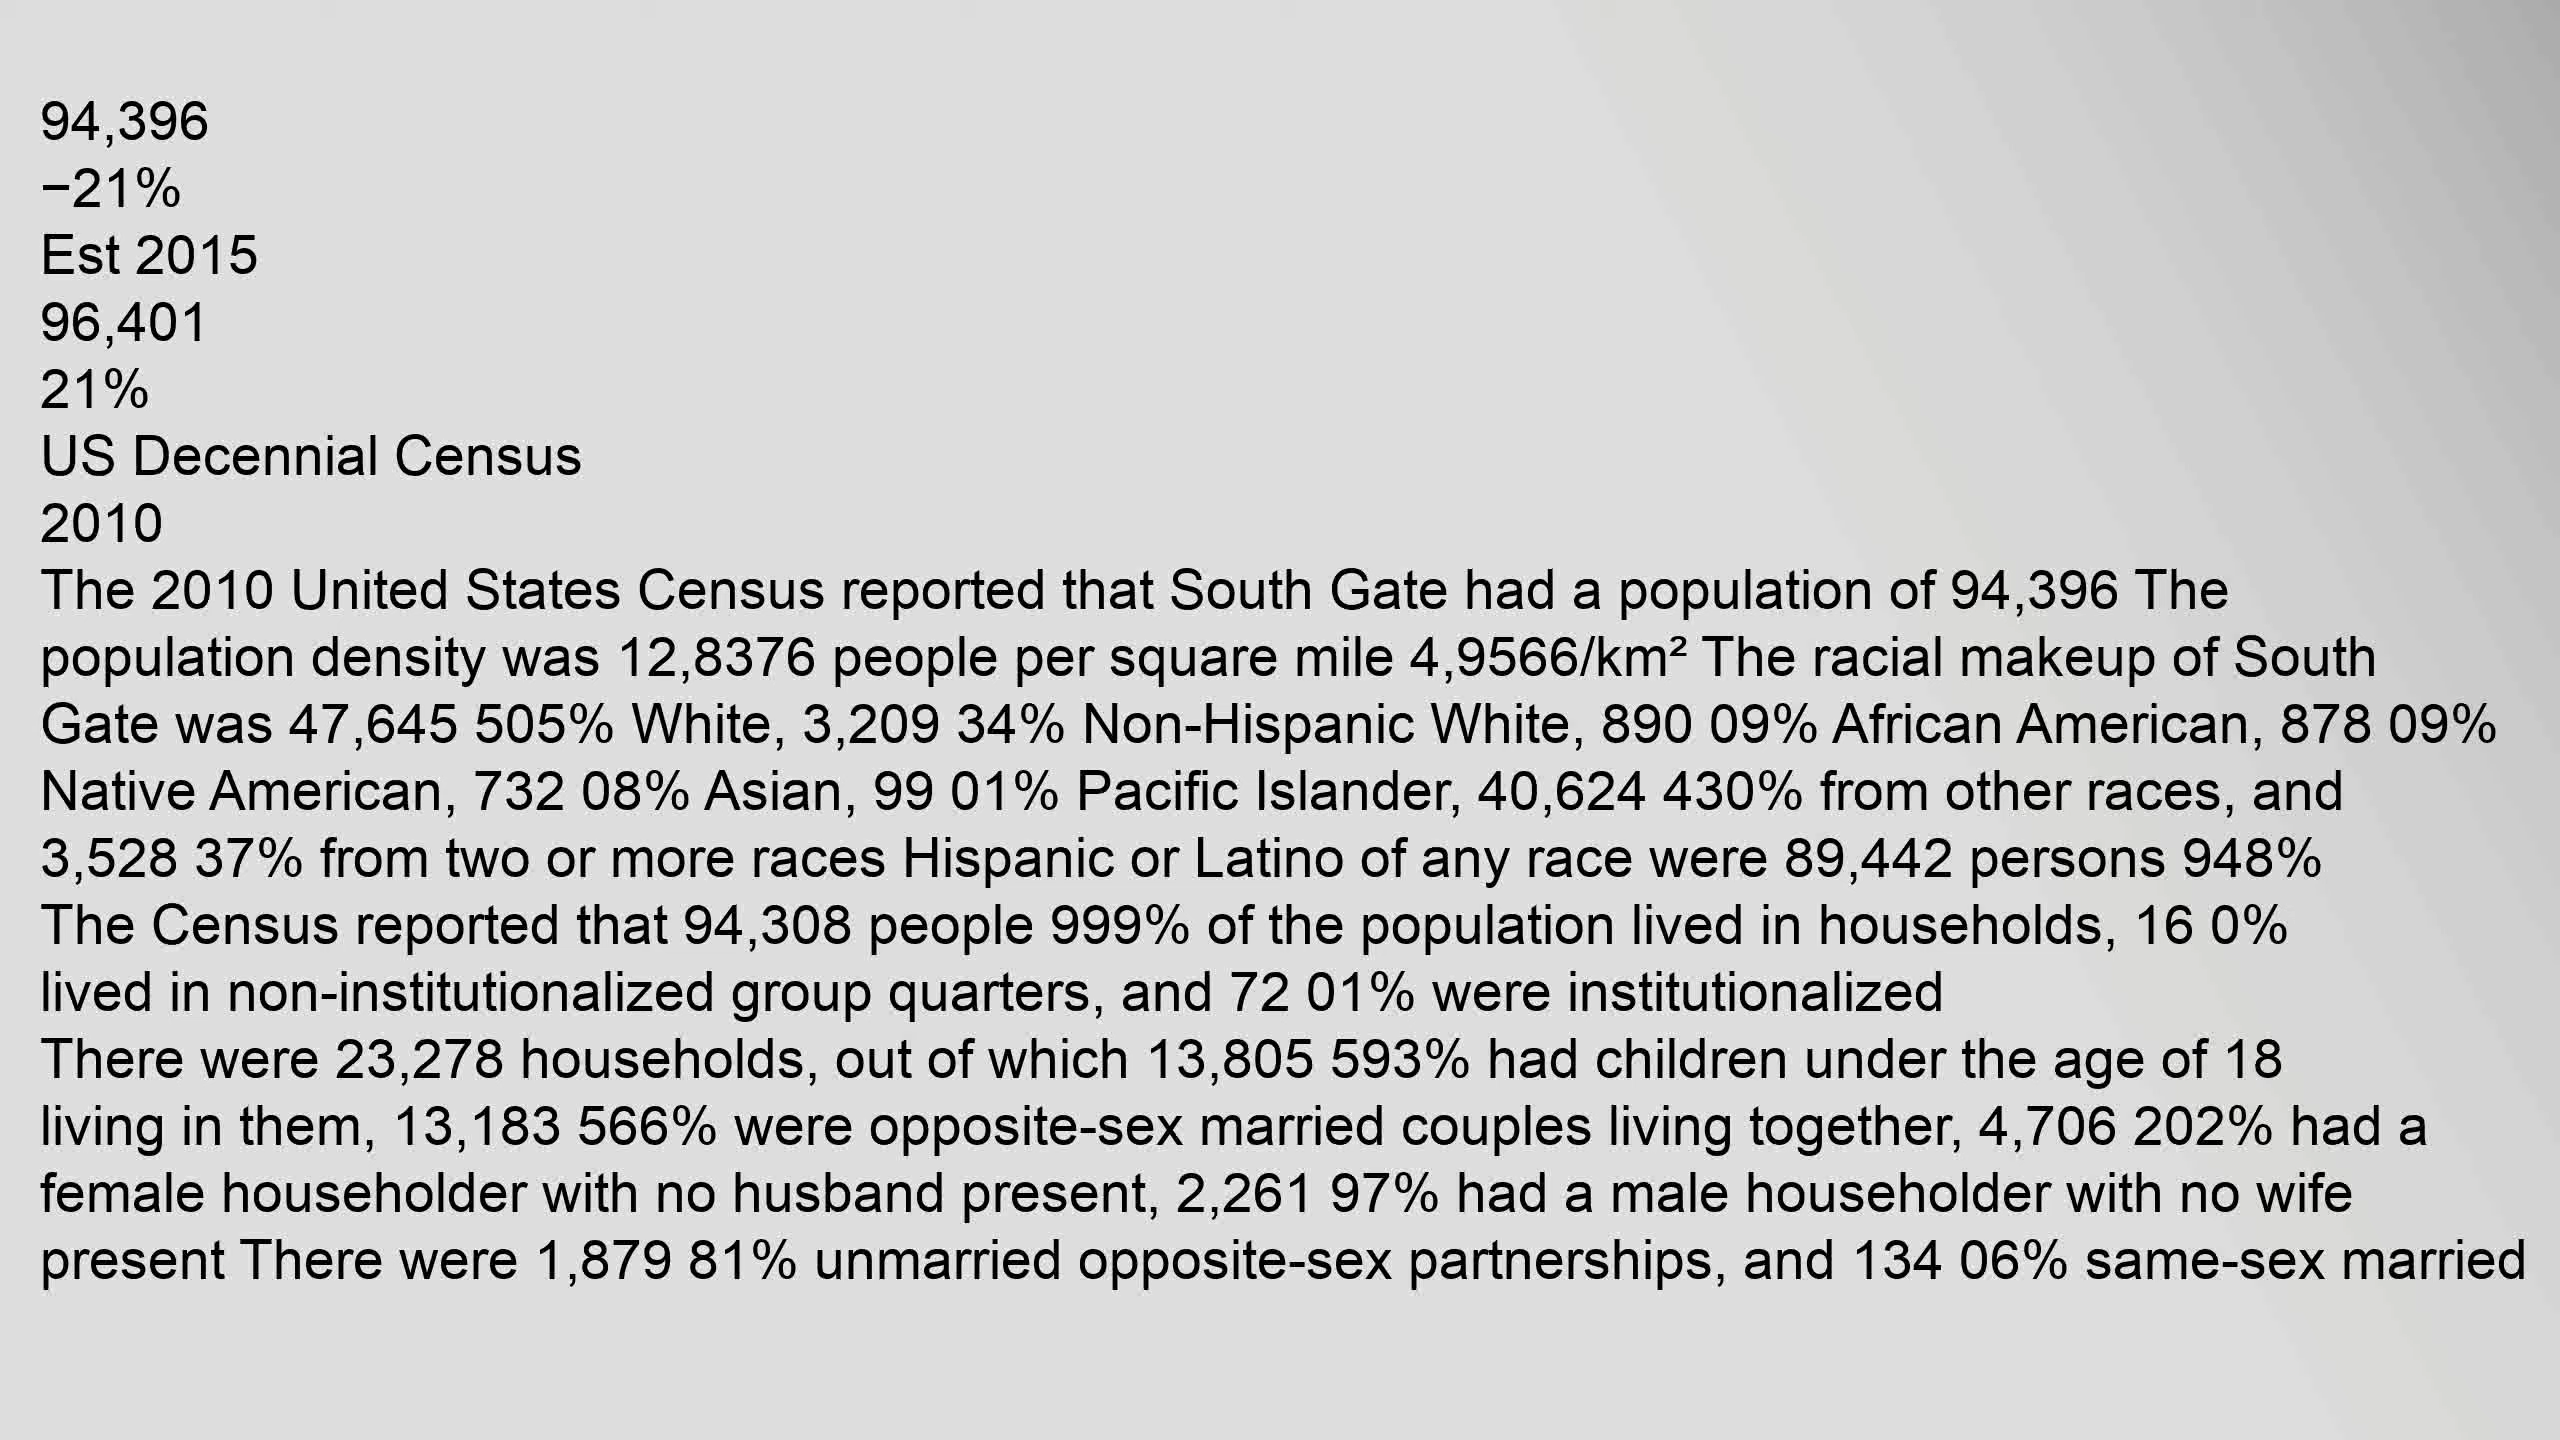 94,396
−21%
Est 2015
96,401
21%
US Decennial Census
2010
The 2010 United States Census reported that South Gate had a population of 94,396 The
population density was 12,8376 people per square mile 4,9566/km² The racial makeup of South
Gate was 47,645 505% White, 3,209 34% Non-Hispanic White, 890 09% African American, 878 09%
Native American, 732 08% Asian, 99 01% Pacific Islander, 40,624 430% from other races, and
3,528 37% from two or more races Hispanic or Latino of any race were 89,442 persons 948%
The Census reported that 94,308 people 999% of the population lived in households, 16 0%
lived in non-institutionalized group quarters, and 72 01% were institutionalized
There were 23,278 households, out of which 13,805 593% had children under the age of 18
living in them, 13,183 566% were opposite-sex married couples living together, 4,706 202% had a
female householder with no husband present, 2,261 97% had a male householder with no wife
present There were 1,879 81% unmarried opposite-sex partnerships, and 134 06% same-sex married